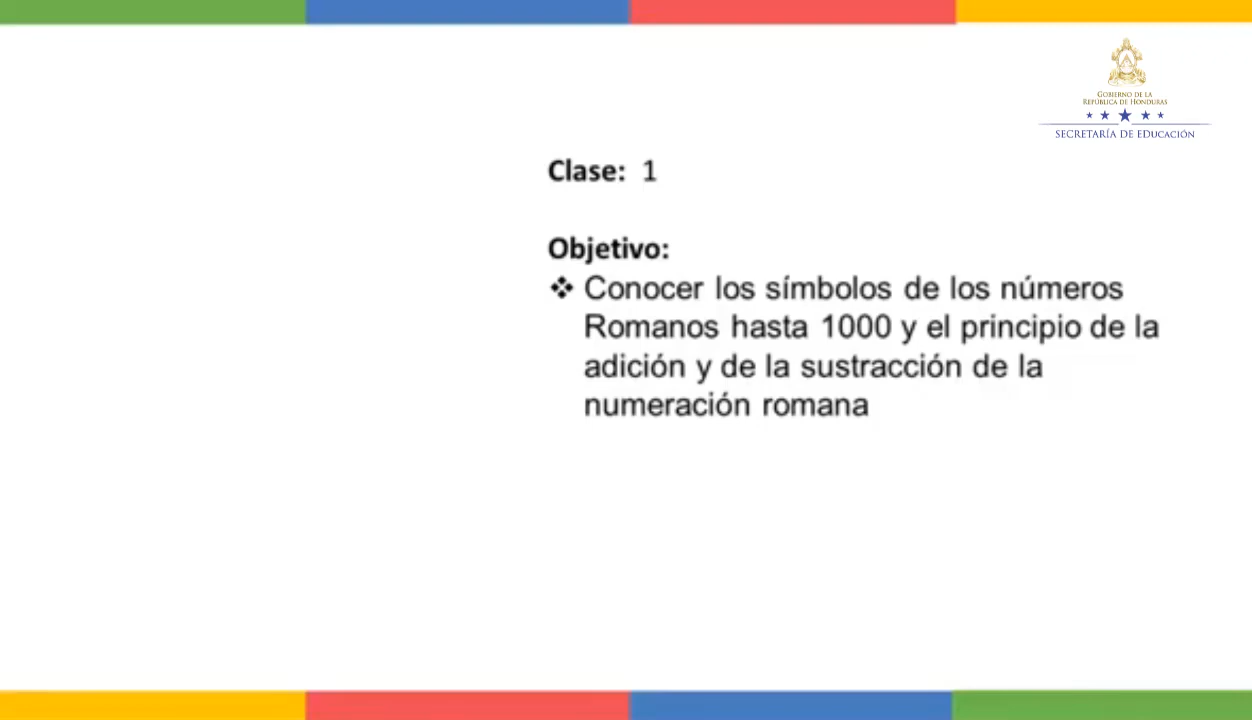 GOBIERNO DE LA
REPÚBLICA DE HONDURAS
SECRETARÍA DE EDUCACIÓN
Clase: 1
Objetivo:
❖ Conocer los símbolos de los números
Romanos hasta 1000 y el principio de la
adición y de la sustracción de la
numeración romana